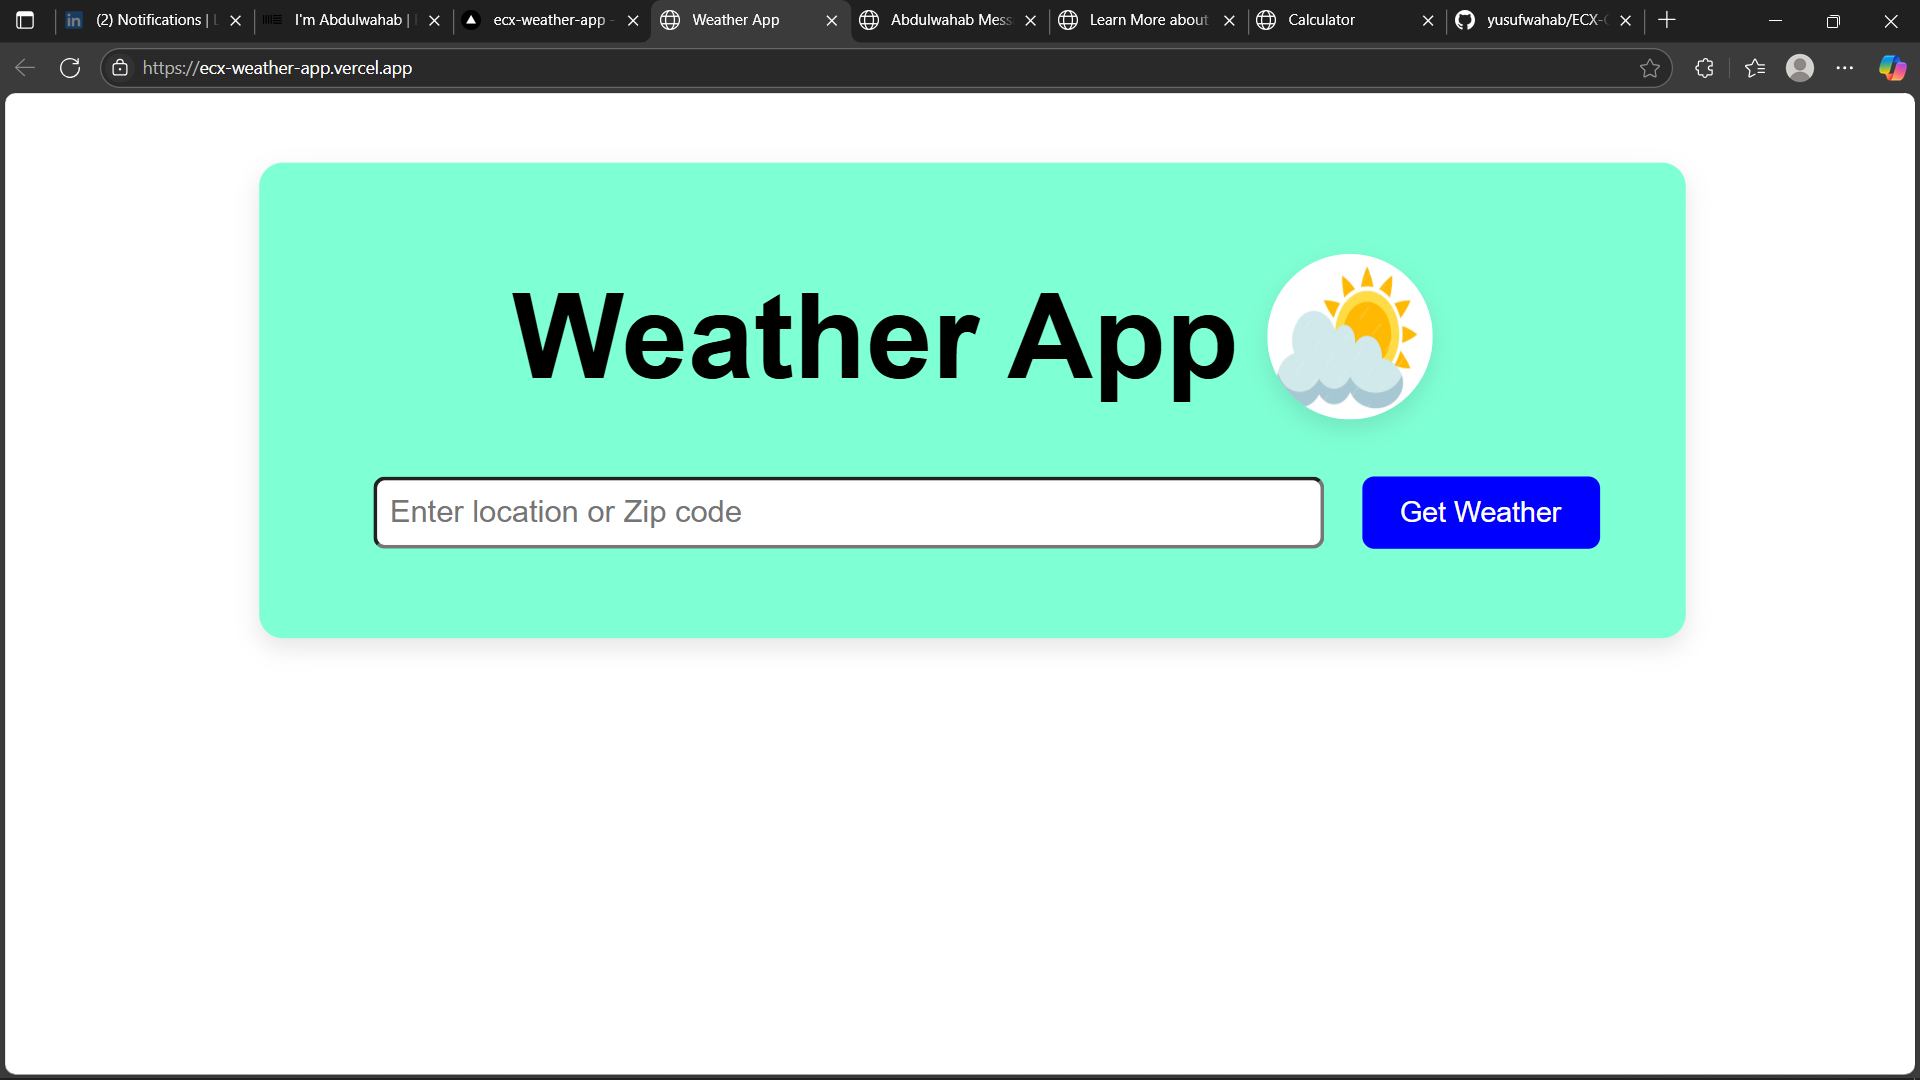 in (2) Notifications | L
I'm Abdulwahab |
ecx-weather-app -
Weather App
Abdulwahab Mess
Learn More about
Calculator
yusufwahab/ECX-
https://ecx-weather-app.vercel.app
Weather App
Enter location or Zip code
Get Weather